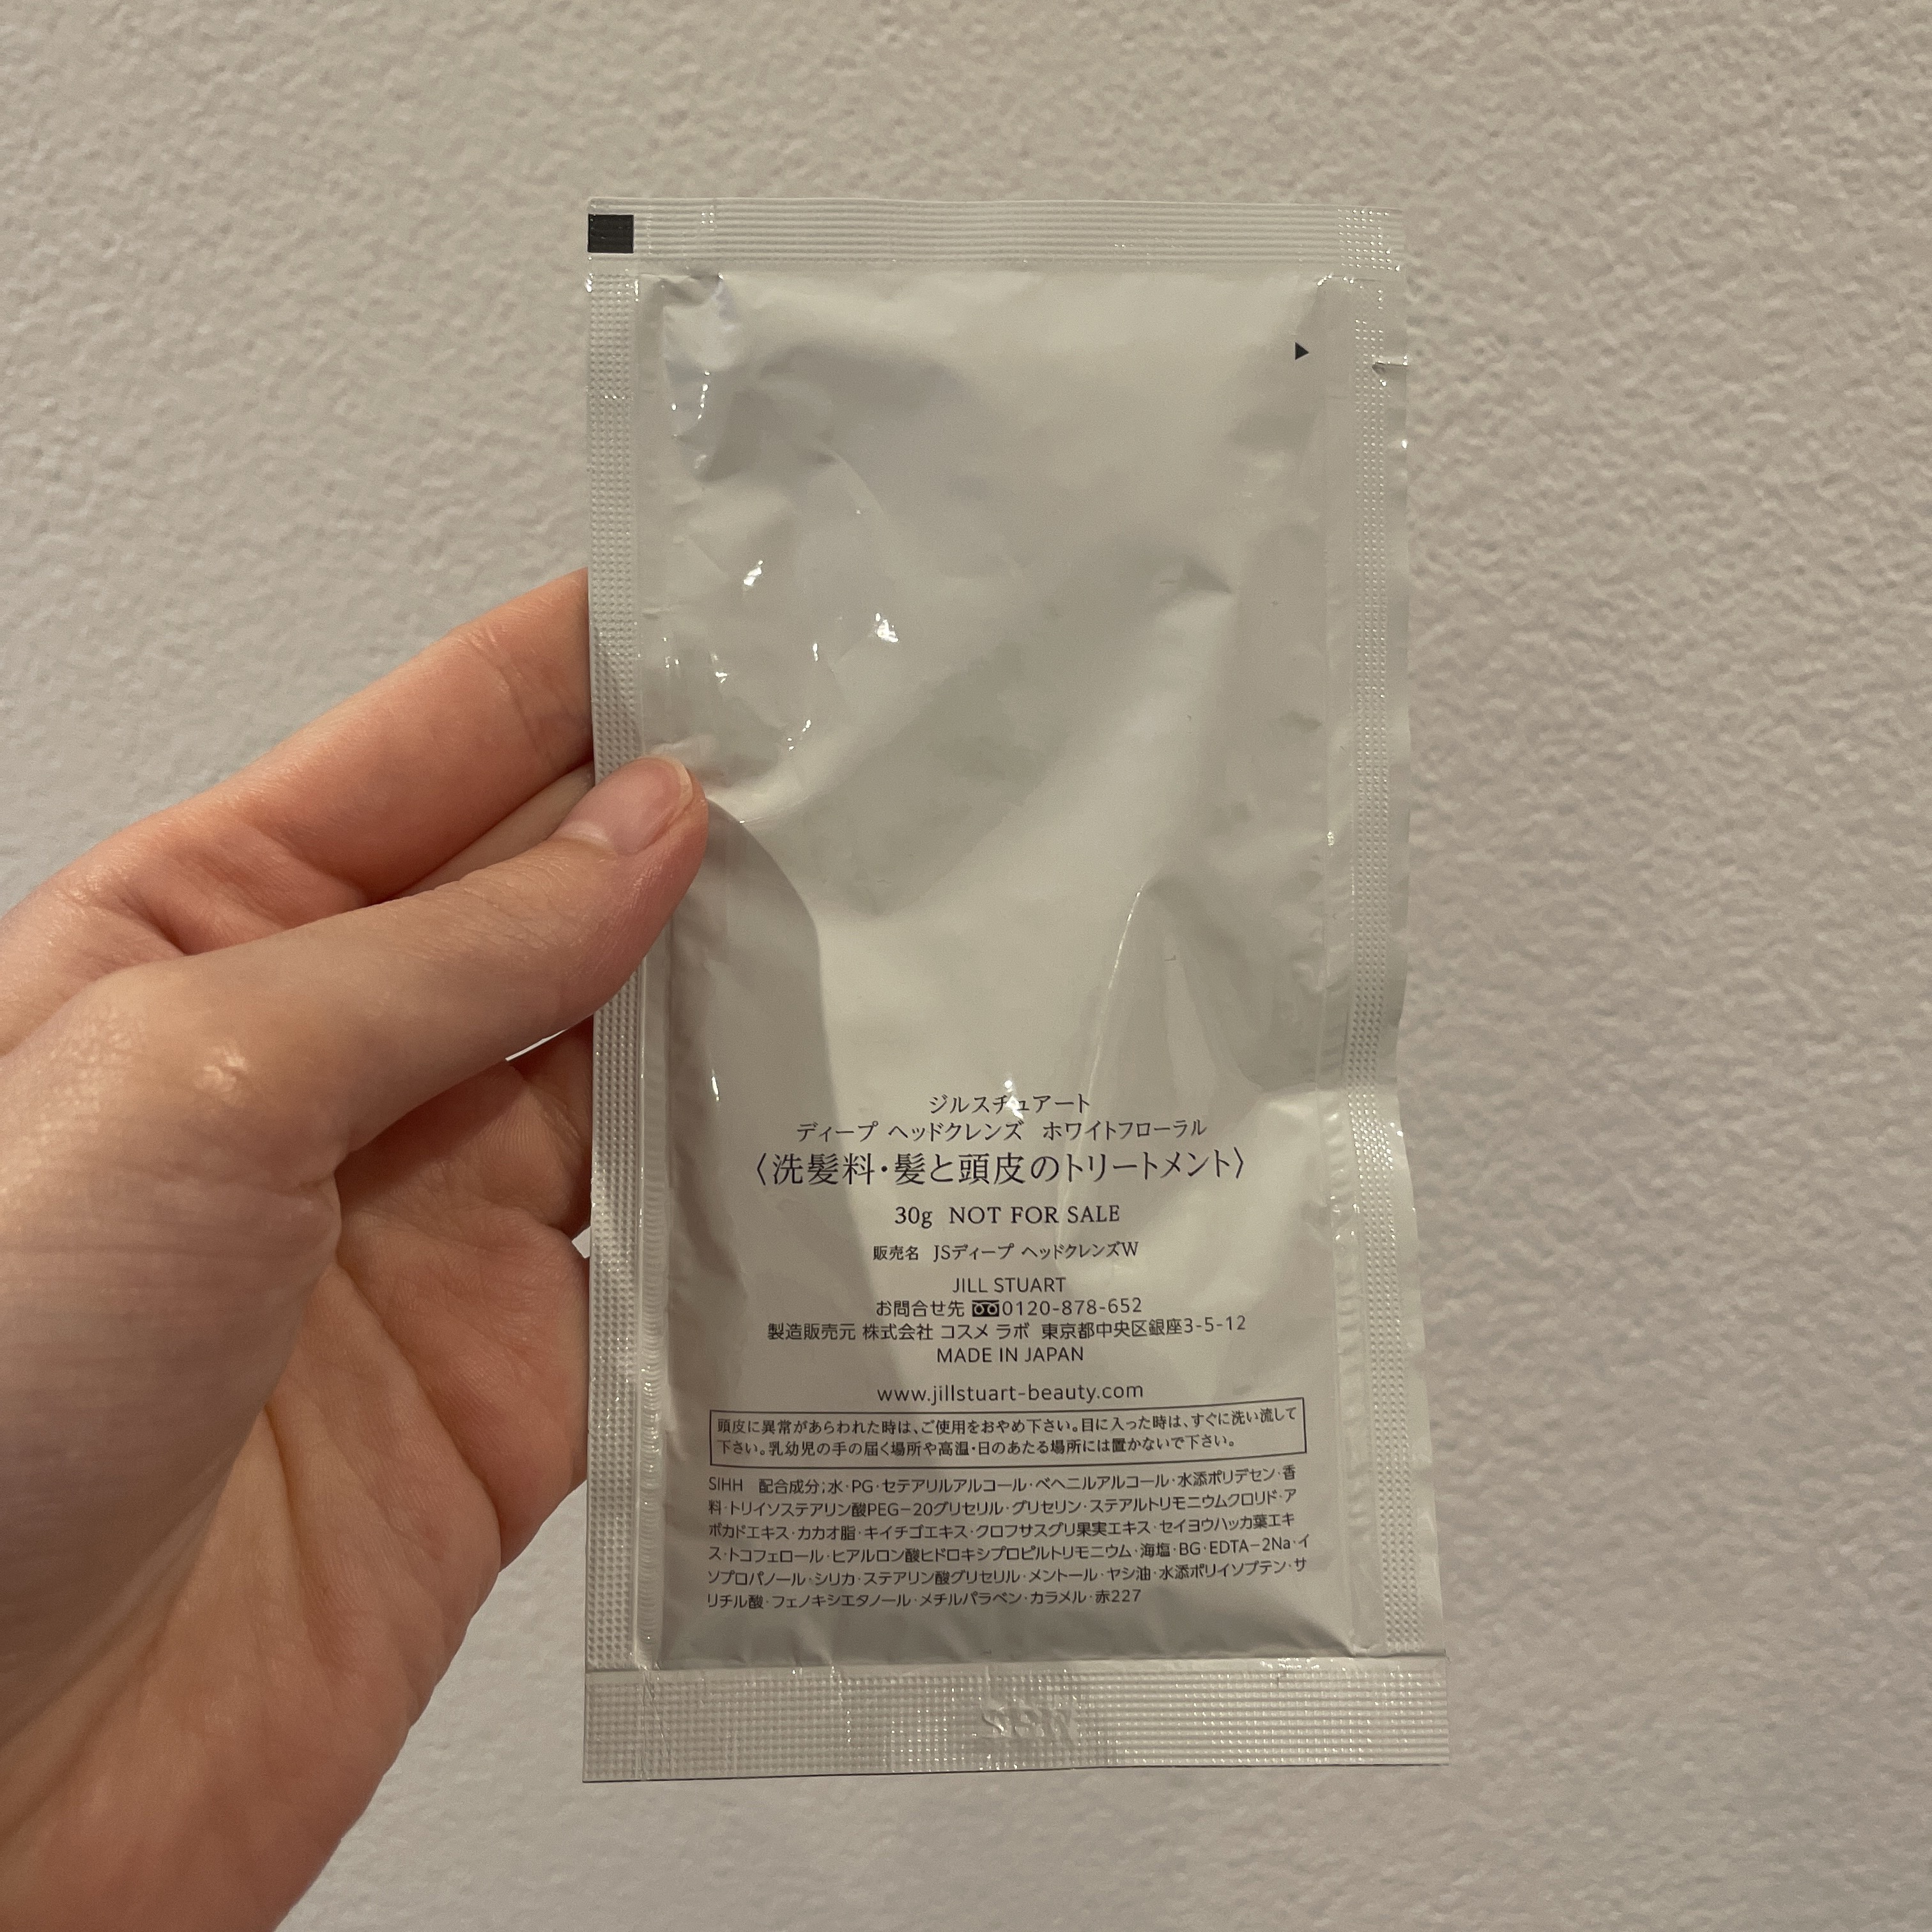 ジルスチュアート
ディープ ヘッドクレンズ ホワイトフローラル
〈洗髪料・髪と頭皮のトリートメント〉
30g NOT FOR SALE
販売名 JSディープ ヘッドクレンズW
JILL STUART
お問合せ先 0120-878-652
製造販売元 株式会社 コスメ ラボ 東京都中央区銀座3-5-12
MADE IN JAPAN
www.jillstuart-beauty.com
頭皮に異常があらわれた時は、ご使用をおやめ下さい。目に入った時は、すぐに洗い流して
下さい。乳幼児の手の届く場所や高温・日のあたる場所には置かないで下さい。
SIHH 配合成分;水・PG・セテアリルアルコール・ベヘニルアルコール・水添ポリデセン・香
料・トリイソステアリン酸PEG-20グリセリル・グリセリン・ステアルトリモニウムクロリド・ア
ボカドエキス・カカオ脂・キイチゴエキス・クロフサスグリ果実エキス・セイヨウハッカ葉エキ
ス・トコフェロール・ヒアルロン酸ヒドロキシプロピルトリモニウム・海塩・BG・EDTA-2Na・イ
ソプロパノール・シリカ・ステアリン酸グリセリル・メントール・ヤシ油・水添ポリイソブテン・サ
リチル酸・フェノキシエタノール・メチルパラベン・カラメル・赤227